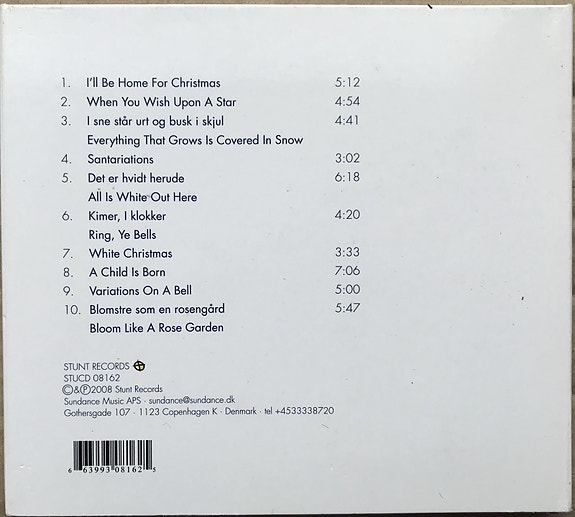 1. I'll Be Home For Christmas 5:12
2. When You Wish Upon A Star 4:54
3. I sne står urt og busk i skjul 4:41
Everything That Grows Is Covered In Snow
4. Santariations 3:02
5. Det er hvidt herude 6:18
All Is White Out Here
6. Kimer, I klokker 4:20
Ring, Ye Bells
7. White Christmas 3:33
8. A Child Is Born 7:06
9. Variations On A Bell 5:00
10. Blomstre som en rosengård 5:47
Bloom Like A Rose Garden
STUNT RECORDS
STUCD 08162
©&℗2008 Stunt Records
Sundance Music APS · sundance@sundance.dk
Gothersgade 107 · 1123 Copenhagen K · Denmark · tel +4533338720
6 63993 08162 5